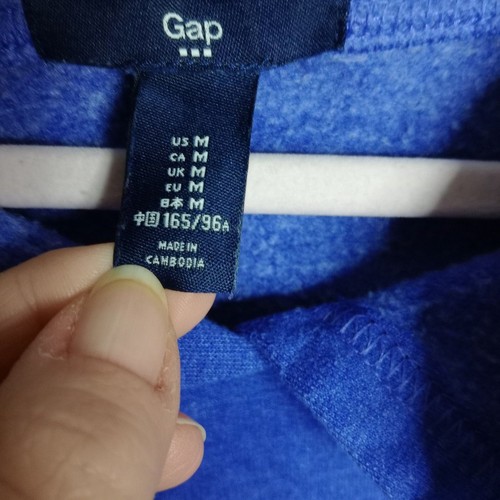 Gap
US M
CA M
UK M
EU M
日本 M
中国 165/96A
MADE IN
CAMBODIA